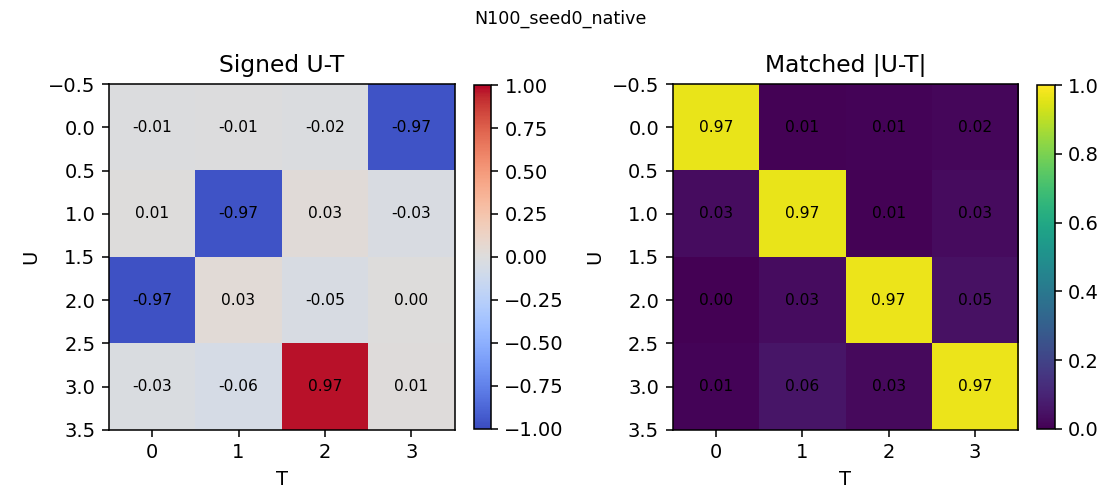 N100_seed0_native
Signed U-T
−0.5
0.0
0.5
1.0
1.5
2.0
2.5
3.0
3.5
U
-0.01 -0.01 -0.02 -0.97
0.01 -0.97 0.03 -0.03
-0.97 0.03 -0.05 0.00
-0.03 -0.06 0.97 0.01
0 1 2 3
T
1.00
0.75
0.50
0.25
0.00
−0.25
−0.50
−0.75
−1.00
Matched |U-T|
−0.5
0.0
0.5
1.0
1.5
2.0
2.5
3.0
3.5
U
0.97 0.01 0.01 0.02
0.03 0.97 0.01 0.03
0.00 0.03 0.97 0.05
0.01 0.06 0.03 0.97
0 1 2 3
T
1.0
0.8
0.6
0.4
0.2
0.0